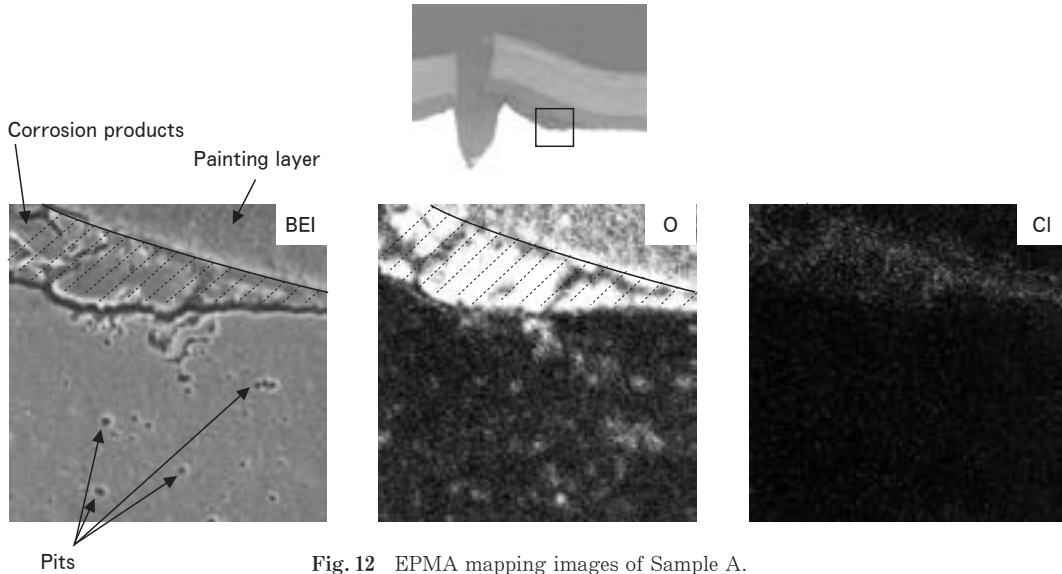 Corrosion products
Painting layer
BEI
O
Cl
Pits
Fig. 12 EPMA mapping images of Sample A.